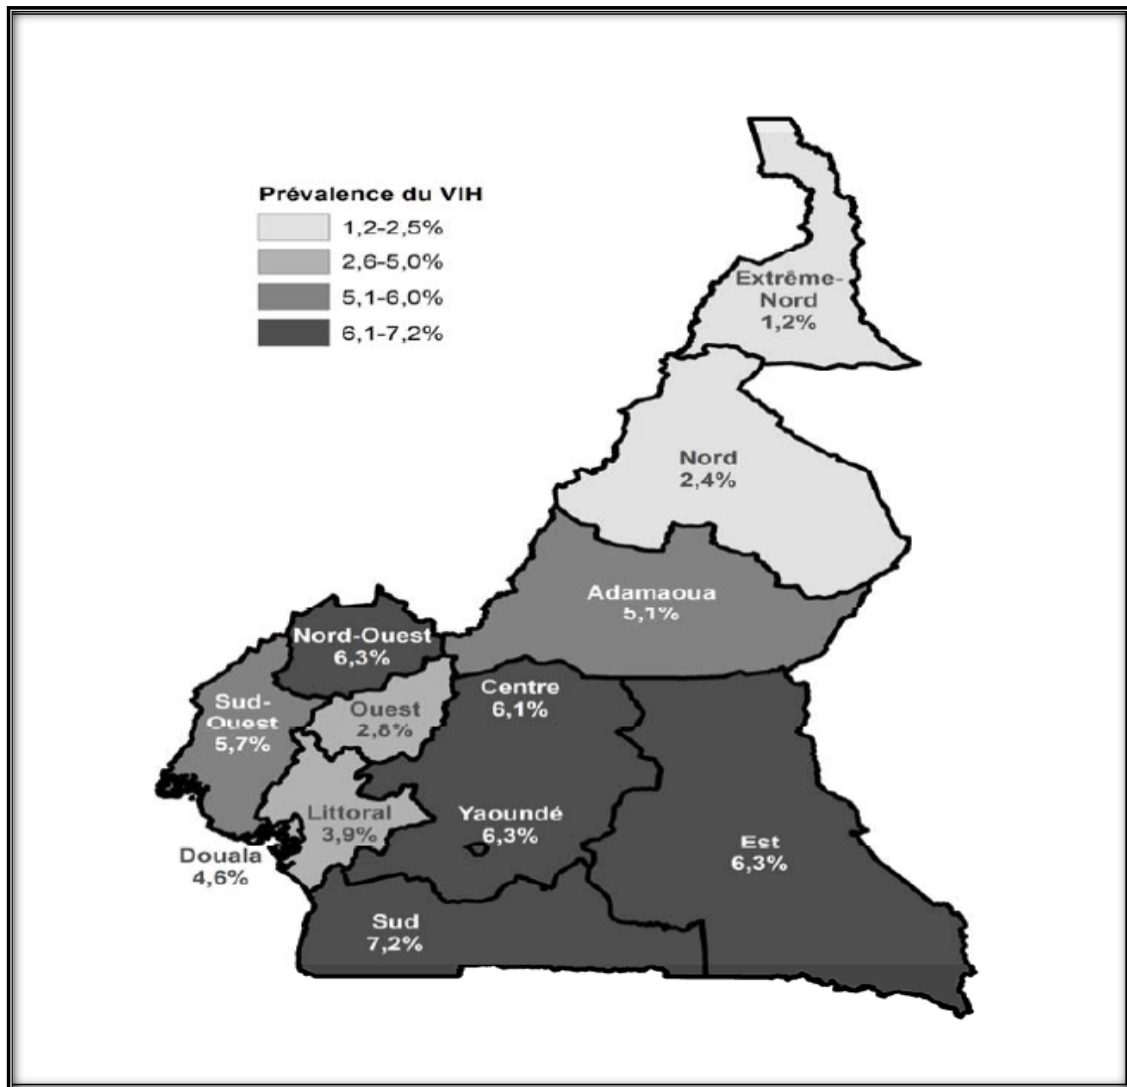 Prévalence du VIH
1,2-2,5%
2,6-5,0%
5,1-6,0%
6,1-7,2%
Extrême-
Nord
1,2%
Nord
2,4%
Adamaoua
5,1%
Nord-Ouest
6,3%
Sud-
Ouest
5,7%
Ouest
2,8%
Centre
6,1%
Littoral
3,9%
Yaoundé
6,3%
Douala
4,6%
Est
6,3%
Sud
7,2%